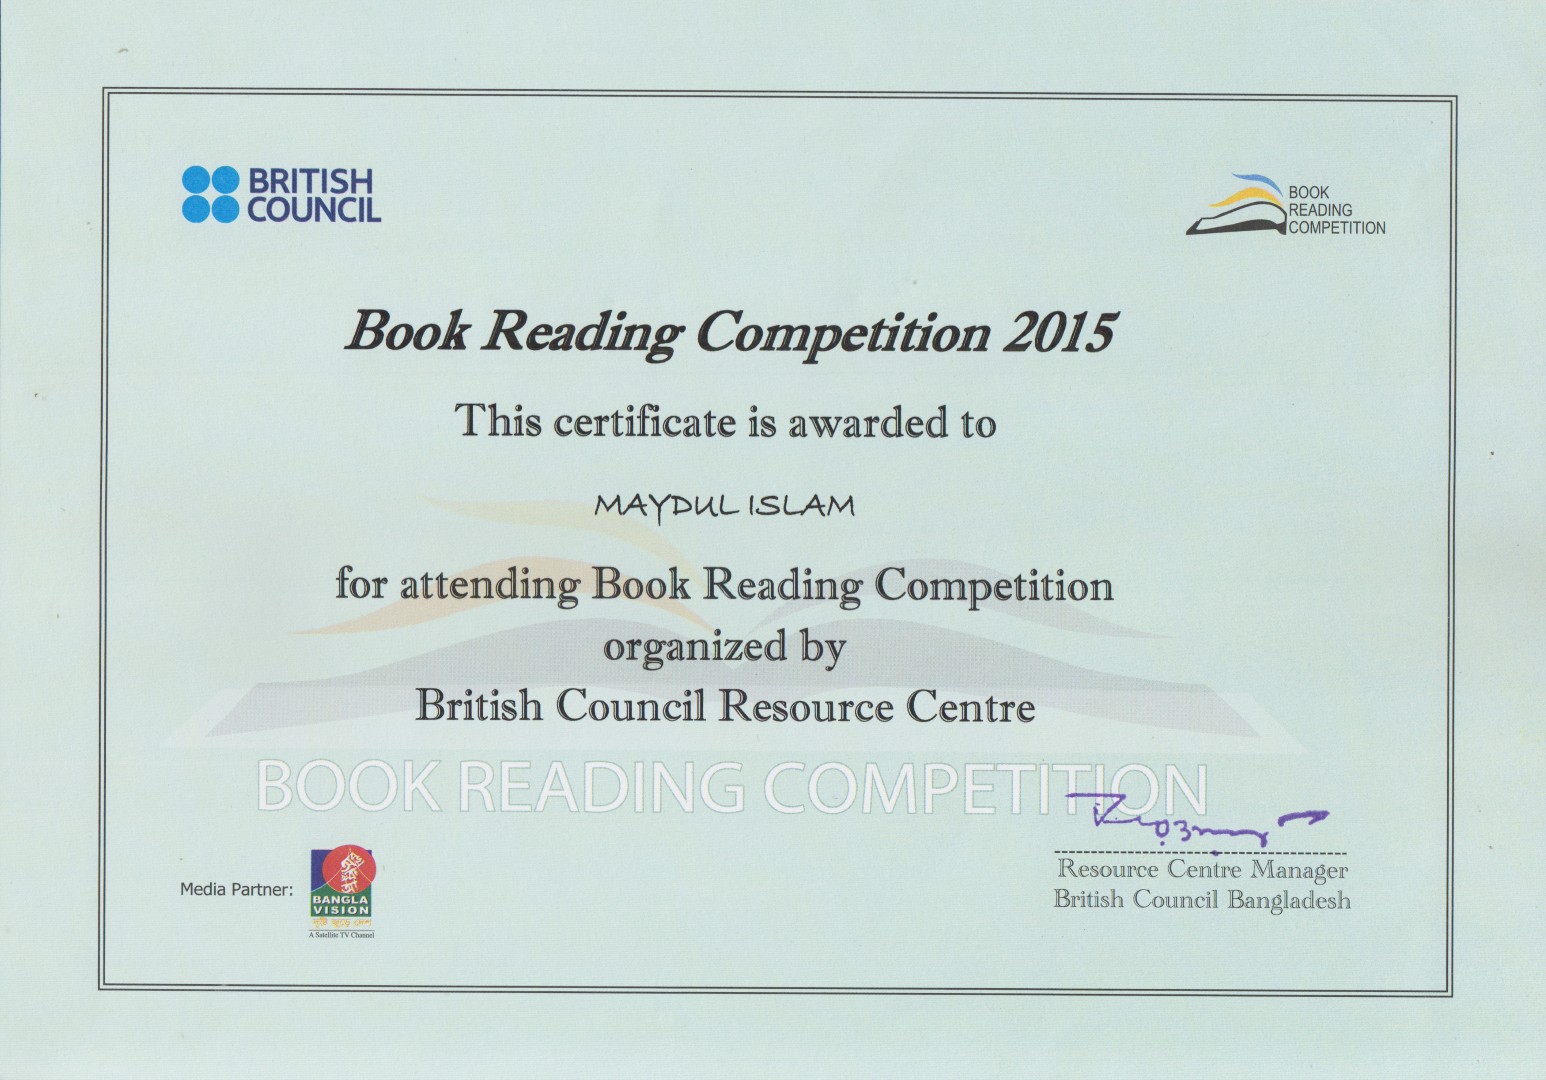 BRITISH
COUNCIL
BOOK
READING
COMPETITION
Book Reading Competition 2015
This certificate is awarded to
MAYDUL ISLAM
for attending Book Reading Competition
organized by
British Council Resource Centre
BOOK READING COMPETITION
Media Partner:
BANGLA
VISION
দৃষ্টি জুড়ে দেশ
A Satellite TV Channel
Resource Centre Manager
British Council Bangladesh